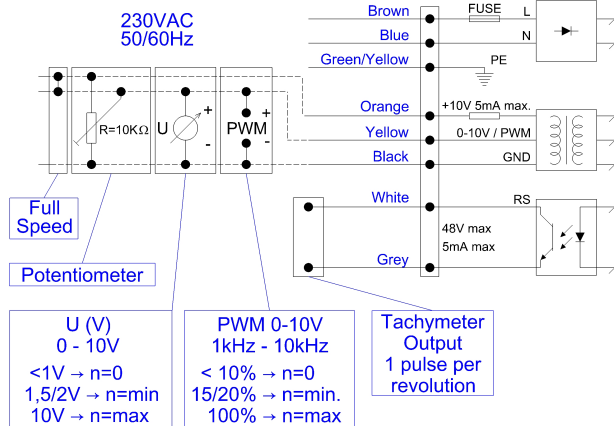 230VAC
50/60Hz
Brown
FUSE
L
Blue
N
Green/Yellow
PE
Orange
+10V 5mA max.
Yellow
0-10V / PWM
Black
GND
R=10KΩ
U
+
-
PWM
+
-
White
RS
48V max
5mA max
Grey
Full
Speed
Potentiometer
U (V)
0 - 10V
<1V → n=0
1,5/2V → n=min
10V → n=max
PWM 0-10V
1kHz - 10kHz
< 10% → n=0
15/20% → n=min.
100% → n=max
Tachymeter
Output
1 pulse per
revolution